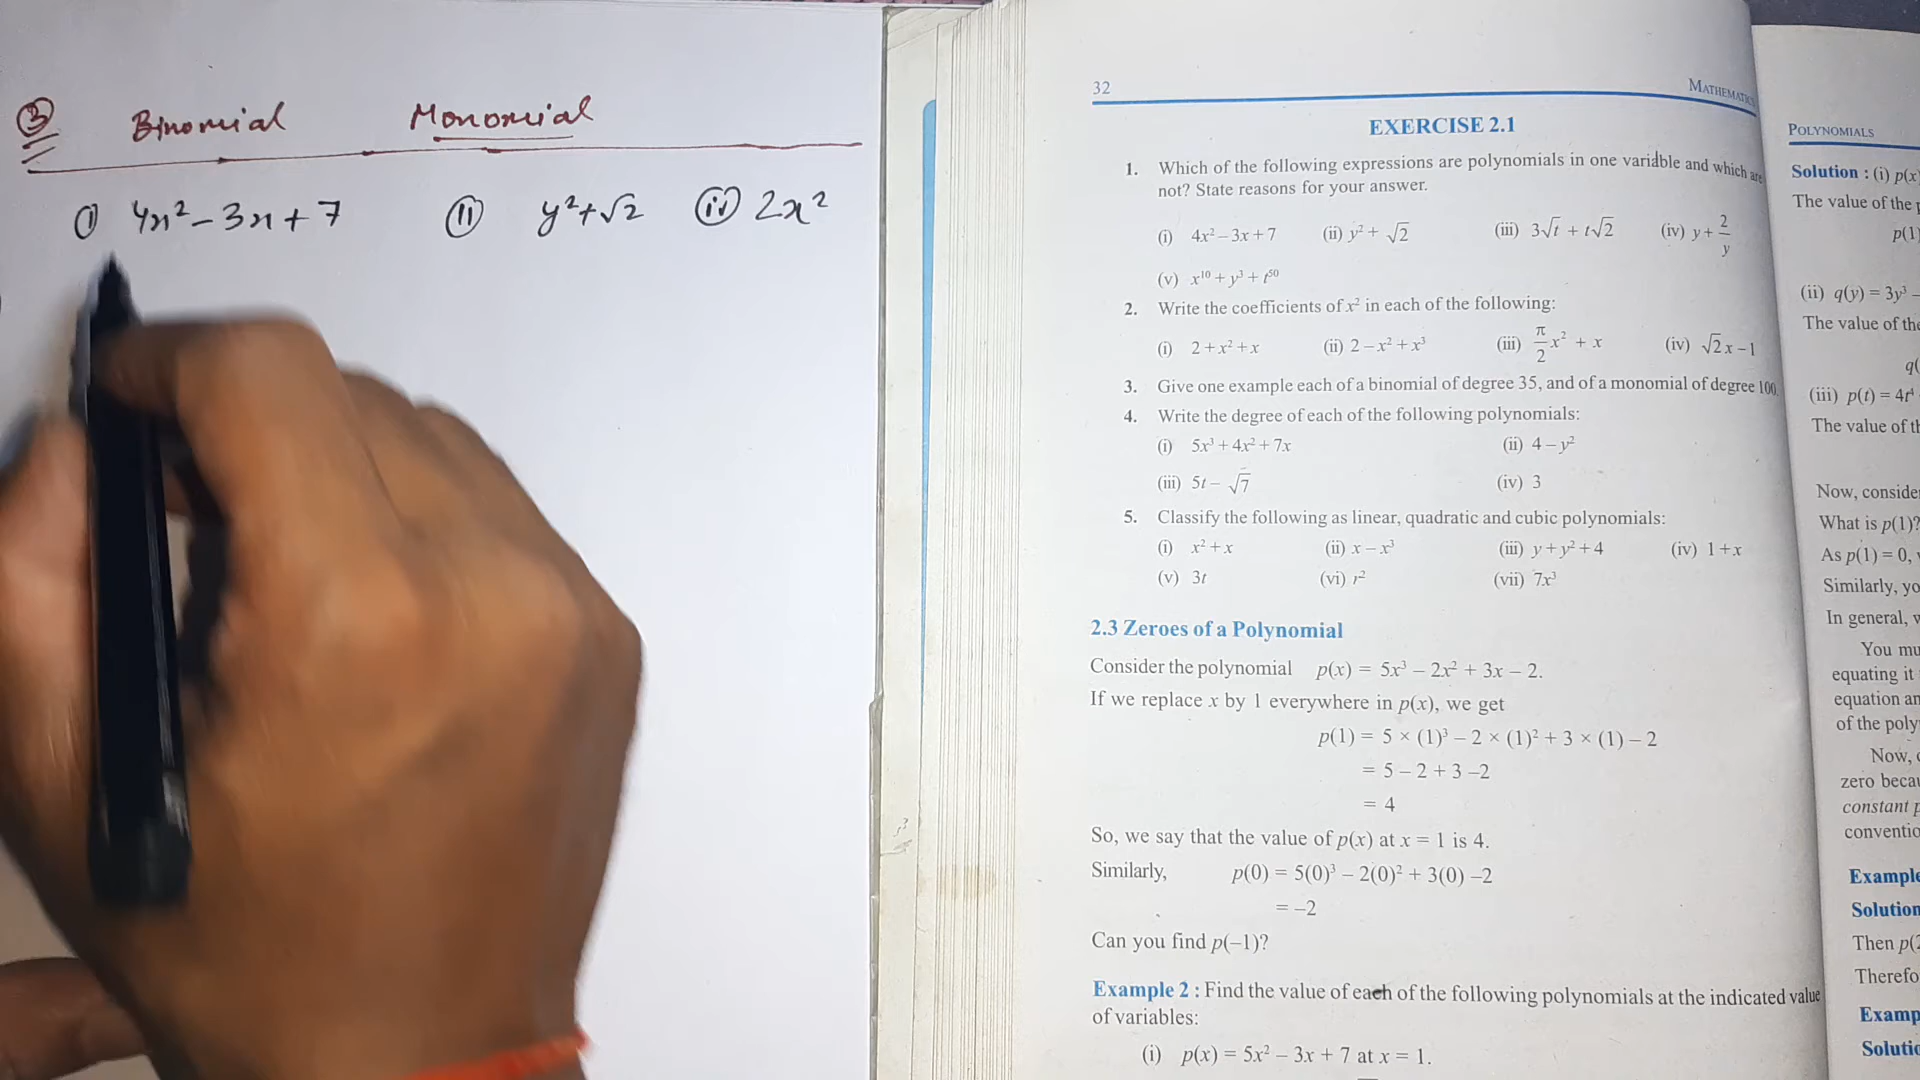 ③ Binomial Monomial
(i) 4x² - 3x + 7 (ii) y² + √2 (iv) 2x²
32 MATHEMATICS
EXERCISE 2.1
1. Which of the following expressions are polynomials in one variable and which are
not? State reasons for your answer.
(i) 4x² – 3x + 7 (ii) y² + √2 (iii) 3√t + t√2 (iv) y + 2/y
(v) x¹⁰ + y³ + t⁵⁰
2. Write the coefficients of x² in each of the following:
(i) 2 + x² + x (ii) 2 – x² + x³ (iii) π/2 x² + x (iv) √2 x – 1
3. Give one example each of a binomial of degree 35, and of a monomial of degree 100.
4. Write the degree of each of the following polynomials:
(i) 5x³ + 4x² + 7x (ii) 4 – y²
(iii) 5t – √7 (iv) 3
5. Classify the following as linear, quadratic and cubic polynomials:
(i) x² + x (ii) x – x³ (iii) y + y² + 4 (iv) 1 + x
(v) 3t (vi) r² (vii) 7x³
2.3 Zeroes of a Polynomial
Consider the polynomial p(x) = 5x³ – 2x² + 3x – 2.
If we replace x by 1 everywhere in p(x), we get
p(1) = 5 × (1)³ – 2 × (1)² + 3 × (1) – 2
= 5 – 2 + 3 –2
= 4
So, we say that the value of p(x) at x = 1 is 4.
Similarly, p(0) = 5(0)³ – 2(0)² + 3(0) –2
= –2
Can you find p(–1)?
Example 2 : Find the value of each of the following polynomials at the indicated value
of variables:
(i) p(x) = 5x² – 3x + 7 at x = 1.
POLYNOMIALS
Solution : (i) p(x)
The value of the
p(1)
(ii) q(y) = 3y³ –
The value of the
q(
(iii) p(t) = 4t⁴
The value of th
Now, consider
What is p(1)?
As p(1) = 0,
Similarly, yo
In general,
You mu
equating it
equation an
of the poly
Now,
zero becau
constant p
conventio
Example
Solution
Then p(2
Therefo
Examp
Solutio